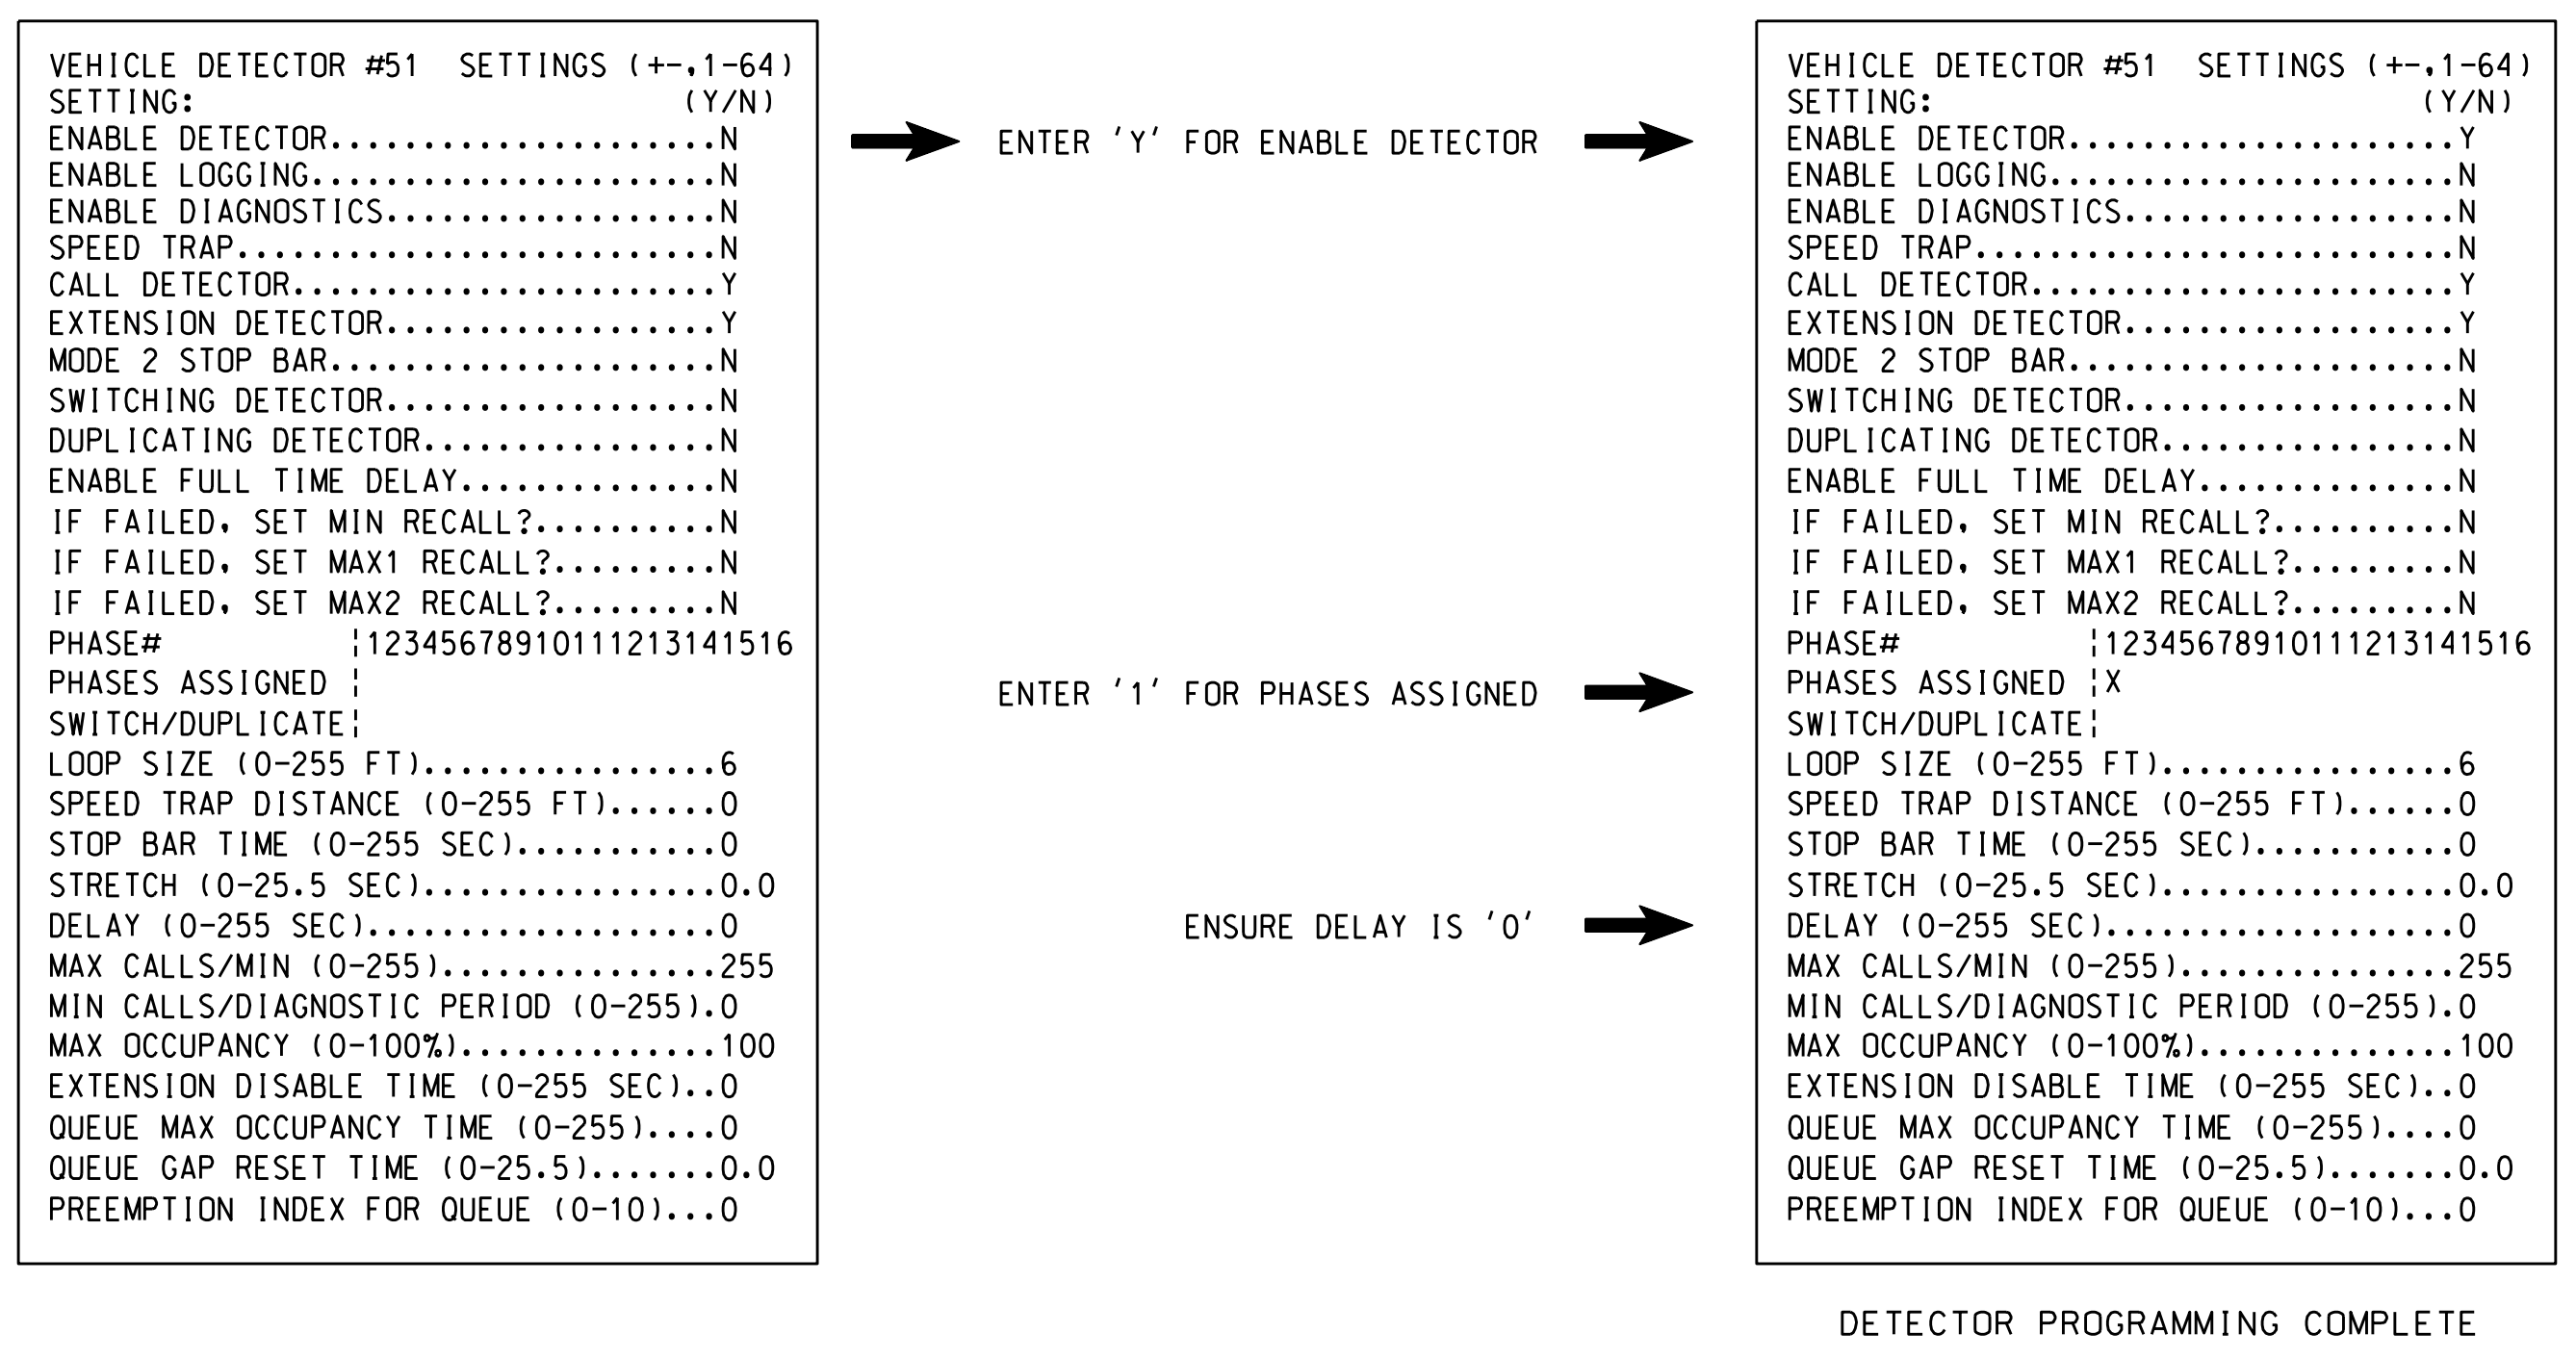 VEHICLE DETECTOR #51  SETTINGS (+-,1-64)
SETTING:                          (Y/N)
ENABLE DETECTOR.....................N
ENABLE LOGGING......................N
ENABLE DIAGNOSTICS..................N
SPEED TRAP..........................N
CALL DETECTOR.......................Y
EXTENSION DETECTOR..................Y
MODE 2 STOP BAR.....................N
SWITCHING DETECTOR..................N
DUPLICATING DETECTOR................N
ENABLE FULL TIME DELAY..............N
IF FAILED, SET MIN RECALL?..........N
IF FAILED, SET MAX1 RECALL?.........N
IF FAILED, SET MAX2 RECALL?.........N
PHASE#          ¦12345678910111213141516
PHASES ASSIGNED ¦
SWITCH/DUPLICATE¦
LOOP SIZE (0-255 FT)................6
SPEED TRAP DISTANCE (0-255 FT)......0
STOP BAR TIME (0-255 SEC)...........0
STRETCH (0-25.5 SEC)................0.0
DELAY (0-255 SEC)...................0
MAX CALLS/MIN (0-255)...............255
MIN CALLS/DIAGNOSTIC PERIOD (0-255).0
MAX OCCUPANCY (0-100%)..............100
EXTENSION DISABLE TIME (0-255 SEC)..0
QUEUE MAX OCCUPANCY TIME (0-255)....0
QUEUE GAP RESET TIME (0-25.5).......0.0
PREEMPTION INDEX FOR QUEUE (0-10)...0
ENTER 'Y' FOR ENABLE DETECTOR
ENTER '1' FOR PHASES ASSIGNED
ENSURE DELAY IS '0'
VEHICLE DETECTOR #51  SETTINGS (+-,1-64)
SETTING:                          (Y/N)
ENABLE DETECTOR.....................Y
ENABLE LOGGING......................N
ENABLE DIAGNOSTICS..................N
SPEED TRAP..........................N
CALL DETECTOR.......................Y
EXTENSION DETECTOR..................Y
MODE 2 STOP BAR.....................N
SWITCHING DETECTOR..................N
DUPLICATING DETECTOR................N
ENABLE FULL TIME DELAY..............N
IF FAILED, SET MIN RECALL?..........N
IF FAILED, SET MAX1 RECALL?.........N
IF FAILED, SET MAX2 RECALL?.........N
PHASE#          ¦12345678910111213141516
PHASES ASSIGNED ¦X
SWITCH/DUPLICATE¦
LOOP SIZE (0-255 FT)................6
SPEED TRAP DISTANCE (0-255 FT)......0
STOP BAR TIME (0-255 SEC)...........0
STRETCH (0-25.5 SEC)................0.0
DELAY (0-255 SEC)...................0
MAX CALLS/MIN (0-255)...............255
MIN CALLS/DIAGNOSTIC PERIOD (0-255).0
MAX OCCUPANCY (0-100%)..............100
EXTENSION DISABLE TIME (0-255 SEC)..0
QUEUE MAX OCCUPANCY TIME (0-255)....0
QUEUE GAP RESET TIME (0-25.5).......0.0
PREEMPTION INDEX FOR QUEUE (0-10)...0
DETECTOR PROGRAMMING COMPLETE